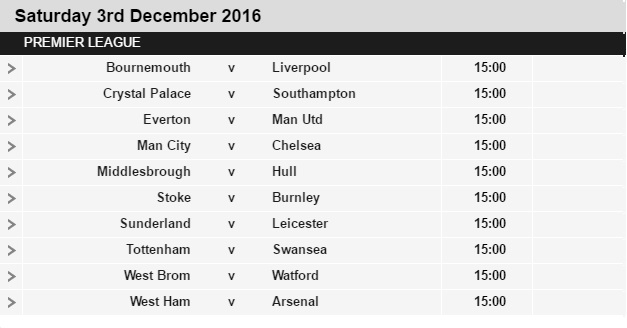 Saturday 3rd December 2016
PREMIER LEAGUE
Bournemouth v Liverpool 15:00
Crystal Palace v Southampton 15:00
Everton v Man Utd 15:00
Man City v Chelsea 15:00
Middlesbrough v Hull 15:00
Stoke v Burnley 15:00
Sunderland v Leicester 15:00
Tottenham v Swansea 15:00
West Brom v Watford 15:00
West Ham v Arsenal 15:00